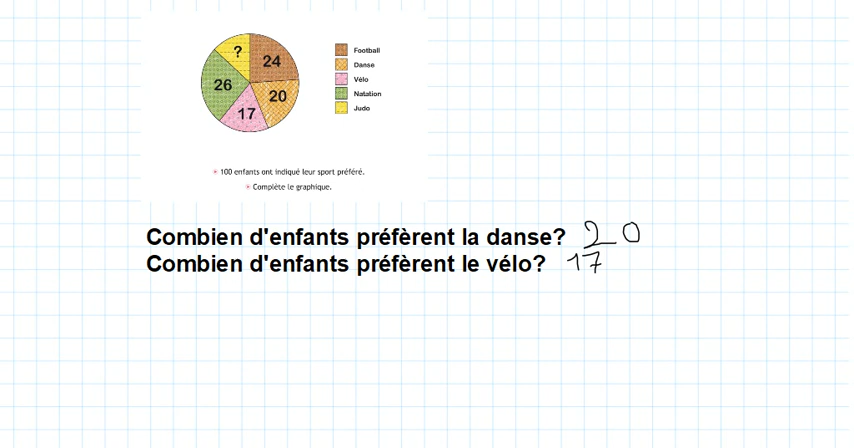 ?
24
26
20
17
Football
Danse
Vélo
Natation
Judo
100 enfants ont indiqué leur sport préféré.
Complète le graphique.
Combien d'enfants préfèrent la danse? 20
Combien d'enfants préfèrent le vélo? 17